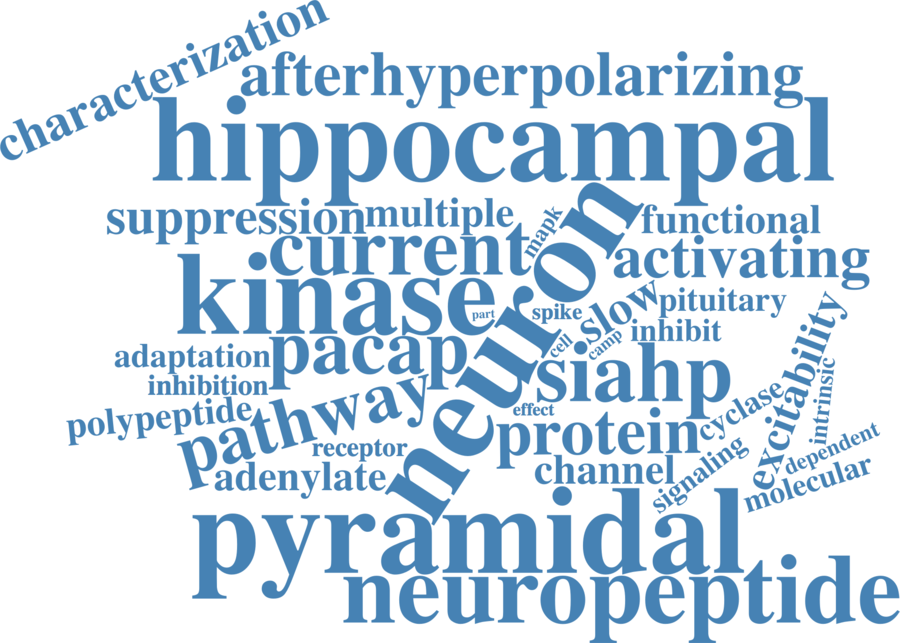 characterization
afterhyperpolarizing
hippocampal
suppression
multiple
mapk
neuron
functional
current
activating
kinase
part
spike
slow
pituitary
adaptation
pacap
cell
camp
inhibit
excitability
inhibition
siahp
intrinsic
polypeptide
pathway
effect
protein
cyclase
receptor
adenylate
channel
signaling
dependent
molecular
pyramidal
neuropeptide